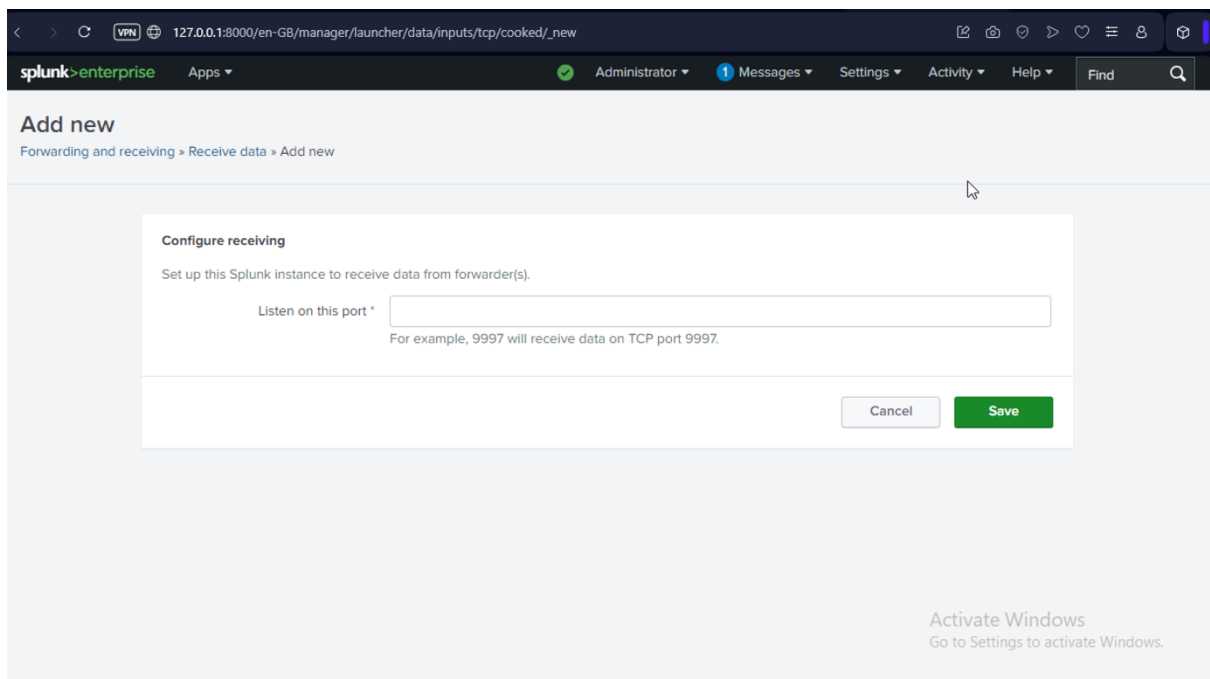 VPN 127.0.0.1:8000/en-GB/manager/launcher/data/inputs/tcp/cooked/_new
splunk>enterprise Apps Administrator 1 Messages Settings Activity Help Find
Add new
Forwarding and receiving » Receive data » Add new
Configure receiving
Set up this Splunk instance to receive data from forwarder(s).
Listen on this port *
For example, 9997 will receive data on TCP port 9997.
Cancel Save
Activate Windows
Go to Settings to activate Windows.